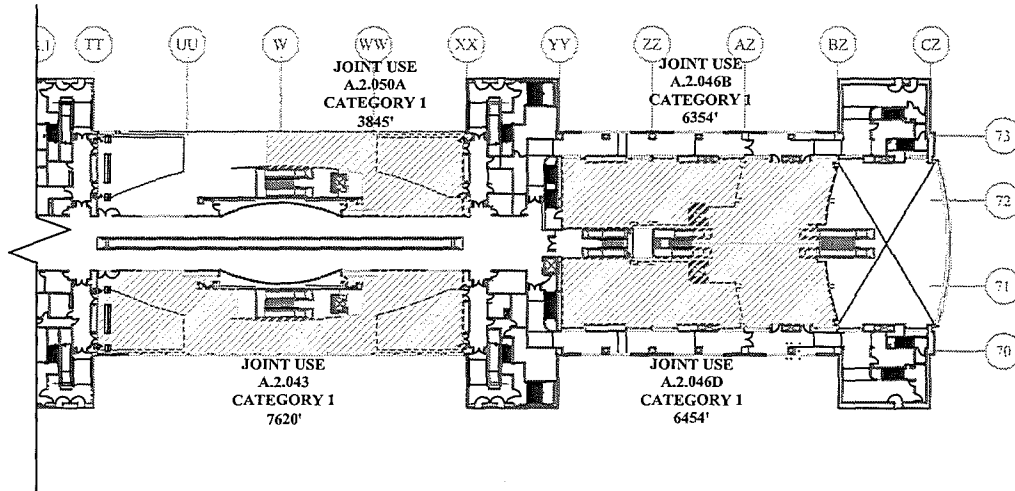 TT UU W WW XX YY ZZ AZ BZ CZ
JOINT USE
A.2.050A
CATEGORY 1
3845'
JOINT USE
A.2.046B
CATEGORY 1
6354'
73
72
71
70
JOINT USE
A.2.043
CATEGORY 1
7620'
JOINT USE
A.2.046D
CATEGORY 1
6454'